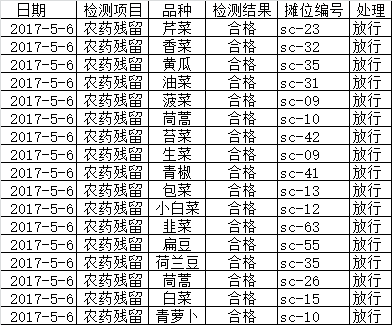 日期 检测项目 品种 检测结果 摊位编号 处理
2017-5-6 农药残留 芹菜 合格 sc-23 放行
2017-5-6 农药残留 香菜 合格 sc-32 放行
2017-5-6 农药残留 黄瓜 合格 sc-35 放行
2017-5-6 农药残留 油菜 合格 sc-31 放行
2017-5-6 农药残留 菠菜 合格 sc-09 放行
2017-5-6 农药残留 茼蒿 合格 sc-10 放行
2017-5-6 农药残留 苔菜 合格 sc-42 放行
2017-5-6 农药残留 生菜 合格 sc-09 放行
2017-5-6 农药残留 青椒 合格 sc-41 放行
2017-5-6 农药残留 包菜 合格 sc-13 放行
2017-5-6 农药残留 小白菜 合格 sc-12 放行
2017-5-6 农药残留 韭菜 合格 sc-63 放行
2017-5-6 农药残留 扁豆 合格 sc-55 放行
2017-5-6 农药残留 荷兰豆 合格 sc-35 放行
2017-5-6 农药残留 茼蒿 合格 sc-26 放行
2017-5-6 农药残留 白菜 合格 sc-15 放行
2017-5-6 农药残留 青萝卜 合格 sc-10 放行